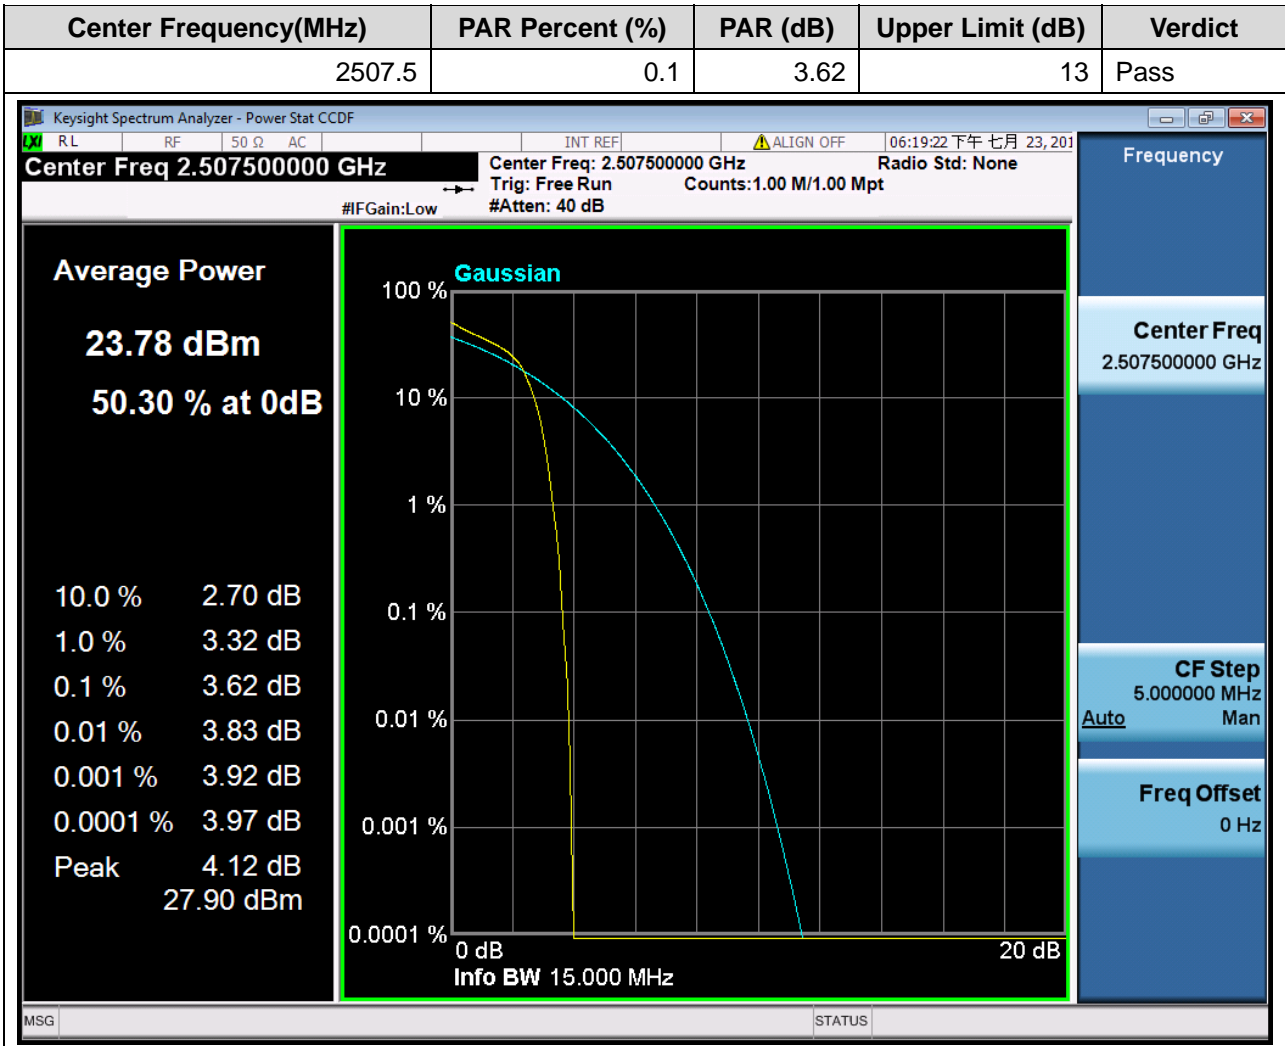 Center Frequency(MHz) PAR Percent (%) PAR (dB) Upper Limit (dB) Verdict
2507.5 0.1 3.62 13 Pass
Keysight Spectrum Analyzer - Power Stat CCDF
LXI RL RF 50 Ω AC INT REF ALIGN OFF 06:19:22 下午 七月 23, 201
Center Freq 2.507500000 GHz
Center Freq: 2.507500000 GHz Radio Std: None
Trig: Free Run Counts:1.00 M/1.00 Mpt
#IFGain:Low #Atten: 40 dB
Average Power
23.78 dBm
50.30 % at 0dB
10.0 % 2.70 dB
1.0 % 3.32 dB
0.1 % 3.62 dB
0.01 % 3.83 dB
0.001 % 3.92 dB
0.0001 % 3.97 dB
Peak 4.12 dB
27.90 dBm
Gaussian
100 %
10 %
1 %
0.1 %
0.01 %
0.001 %
0.0001 %
0 dB 20 dB
Info BW 15.000 MHz
Frequency
Center Freq
2.507500000 GHz
CF Step
5.000000 MHz
Auto Man
Freq Offset
0 Hz
MSG STATUS